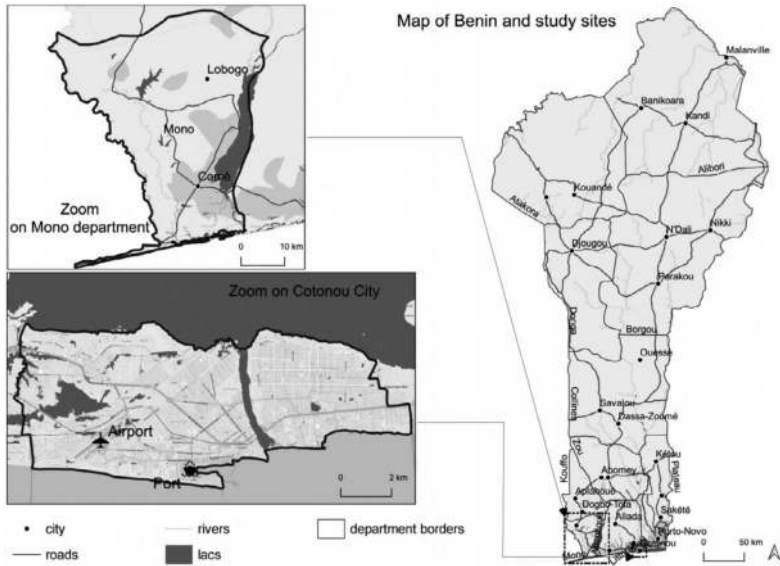 Map of Benin and study sites
Lobogo
Mono
Comé
Zoom
on Mono department
0 10 km
Zoom on Cotonou City
Airport
Port
0 2 km
Malanville
Banikoara
Kandi
Alibori
Kouandé
Atakora
N'Dali
Nikki
Djougou
Parakou
Donga
Borgou
Ouessè
Collines
Savalou
Dassa-Zoumé
Zou
Kouffo
Abomey
Kétou
Plateau
Aplahoué
Dogbo-Tota
Allada
Sakété
Porto-Novo
Mono
0 50 km
city
rivers
department borders
roads
lacs